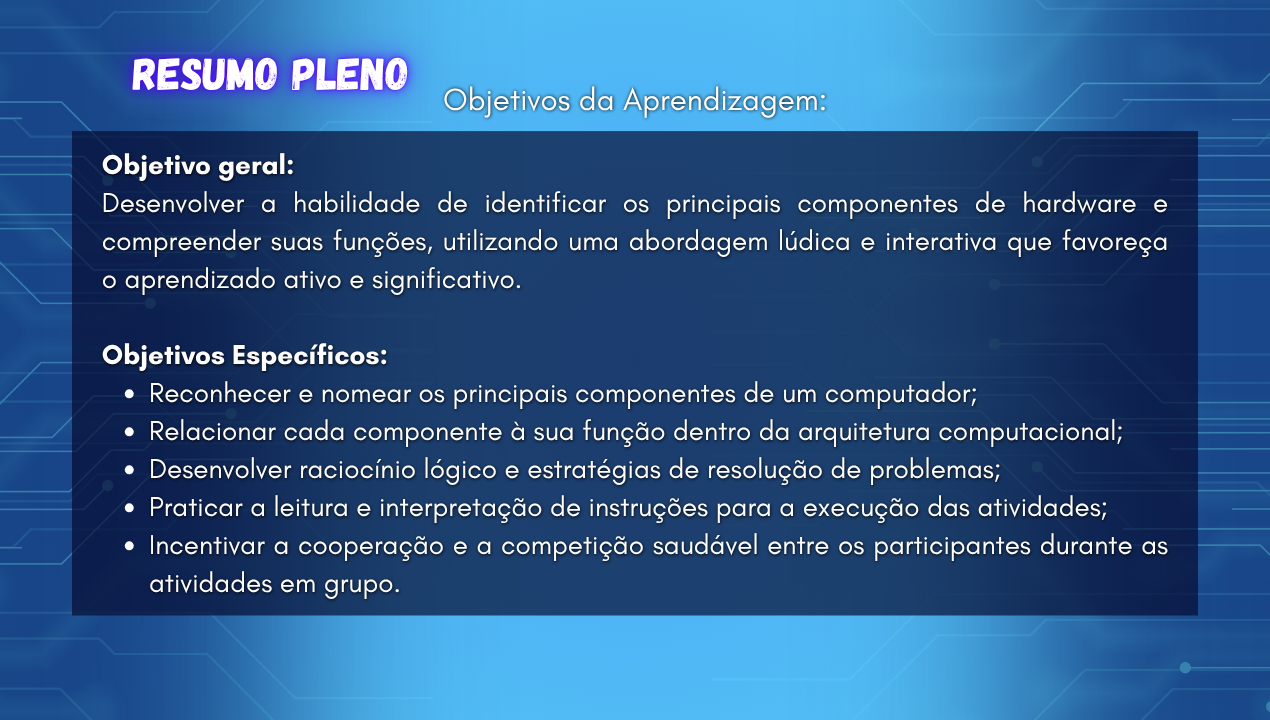 RESUMO PLENO
Objetivos da Aprendizagem:
Objetivo geral:
Desenvolver a habilidade de identificar os principais componentes de hardware e
compreender suas funções, utilizando uma abordagem lúdica e interativa que favoreça
o aprendizado ativo e significativo.
Objetivos Específicos:
• Reconhecer e nomear os principais componentes de um computador;
• Relacionar cada componente à sua função dentro da arquitetura computacional;
• Desenvolver raciocínio lógico e estratégias de resolução de problemas;
• Praticar a leitura e interpretação de instruções para a execução das atividades;
• Incentivar a cooperação e a competição saudável entre os participantes durante as
atividades em grupo.